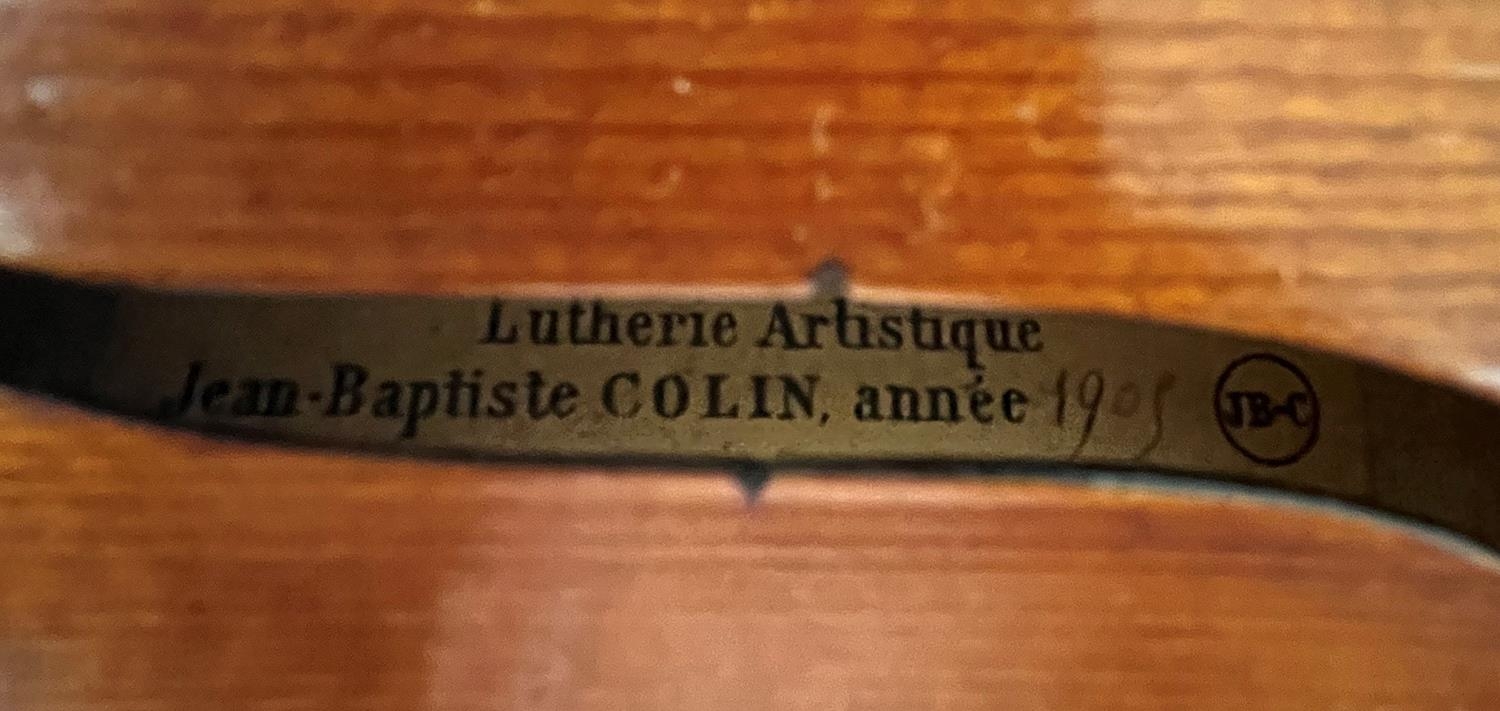 Lutherie Artistique
Jean-Baptiste COLIN, année 1905 JB-C